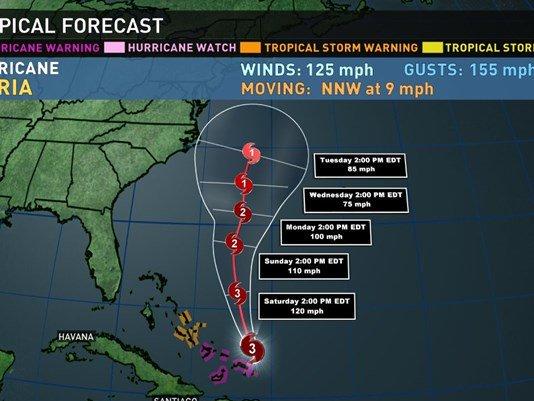 PICAL FORECAST
RRICANE WARNING HURRICANE WATCH TROPICAL STORM WARNING TROPICAL STOR
RRICANE
RIA
WINDS: 125 mph GUSTS: 155 mph
MOVING: NNW at 9 mph
1
Tuesday 2:00 PM EDT
85 mph
1
Wednesday 2:00 PM EDT
75 mph
2
Monday 2:00 PM EDT
100 mph
2
Sunday 2:00 PM EDT
110 mph
3
Saturday 2:00 PM EDT
120 mph
HAVANA
3
SANTIAGO